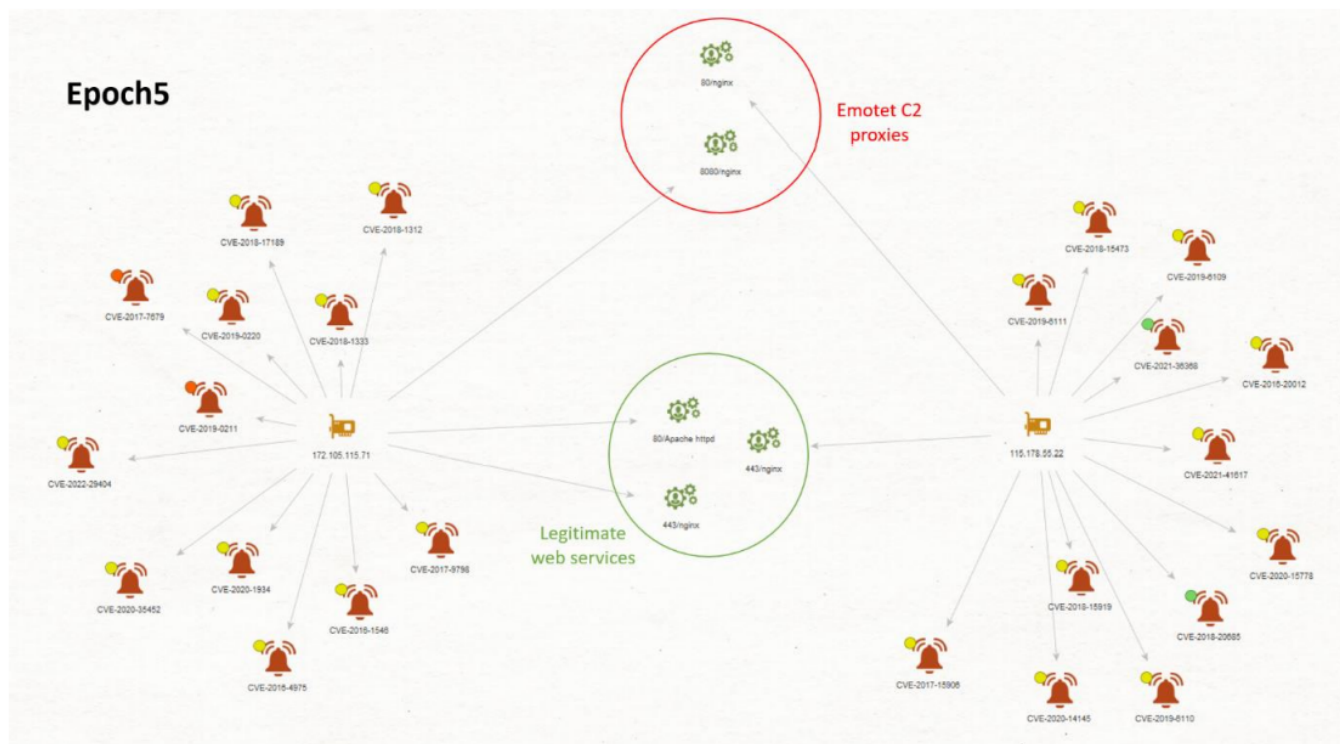 Epoch5
80/nginx
8080/nginx
Emotet C2
proxies
CVE-2018-17189
CVE-2018-1312
CVE-2017-7679
CVE-2019-0220
CVE-2018-1333
CVE-2019-0211
172.105.115.71
CVE-2022-29404
CVE-2020-35452
CVE-2020-1934
CVE-2016-4975
CVE-2018-1546
CVE-2017-9798
80/Apache httpd
443/nginx
443/nginx
Legitimate
web services
CVE-2018-15473
CVE-2019-6109
CVE-2019-6111
CVE-2021-36368
CVE-2016-20012
115.178.55.22
CVE-2021-41617
CVE-2020-15778
CVE-2018-15919
CVE-2018-20685
CVE-2017-15906
CVE-2020-14145
CVE-2019-6110